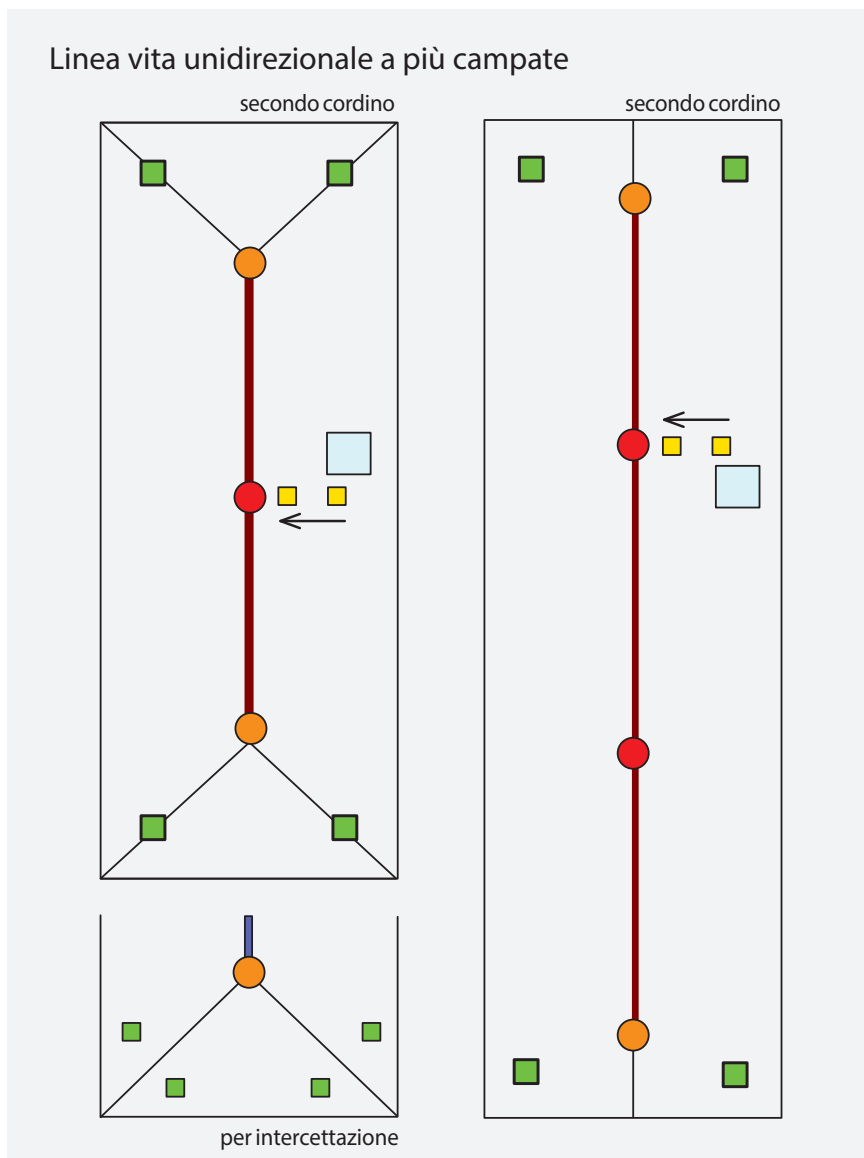 Linea vita unidirezionale a più campate
secondo cordino
secondo cordino
per intercettazione